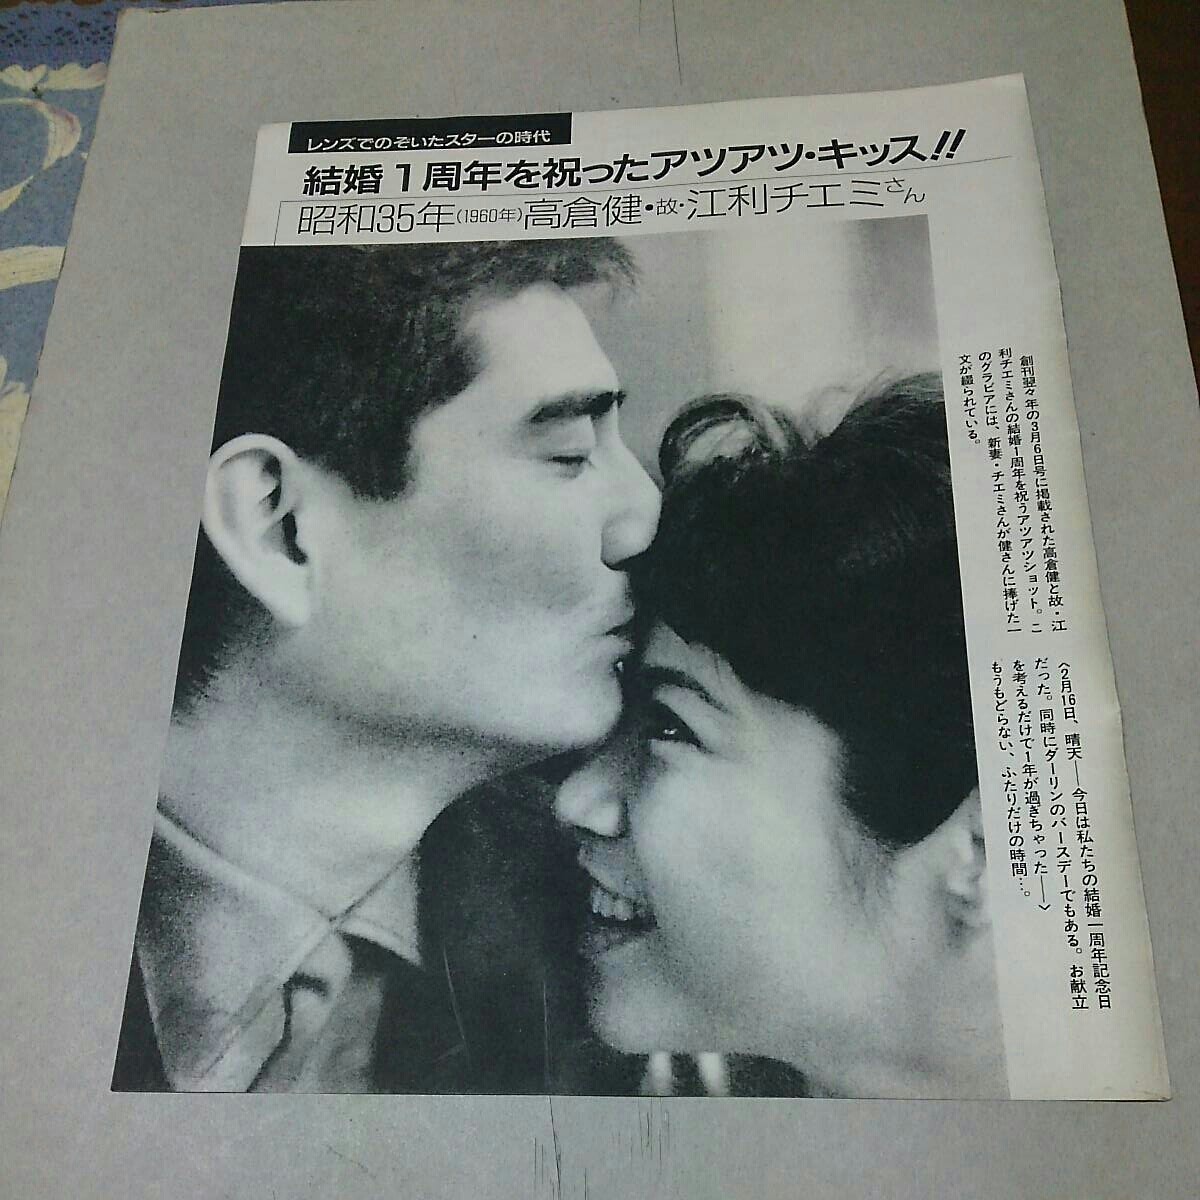 レンズでのぞいたスターの時代
結婚1周年を祝ったアツアツ・キッス!!
昭和35年(1960年)高倉健・故・江利チエミさん
創刊翌々年の3月6日号に掲載された高倉健と故・江
利チエミさんの結婚1周年を祝うアツアツショット。こ
のグラビアには、新妻・チエミさんが健さんに捧げた一
文が綴られている。
〈2月16日、晴天——今日は私たちの結婚一周年記念日
だった。同時にダーリンのバースデーでもある。お献立
を考えるだけで1年が過ぎちゃった——〉
もうもどらない、ふたりだけの時間…。